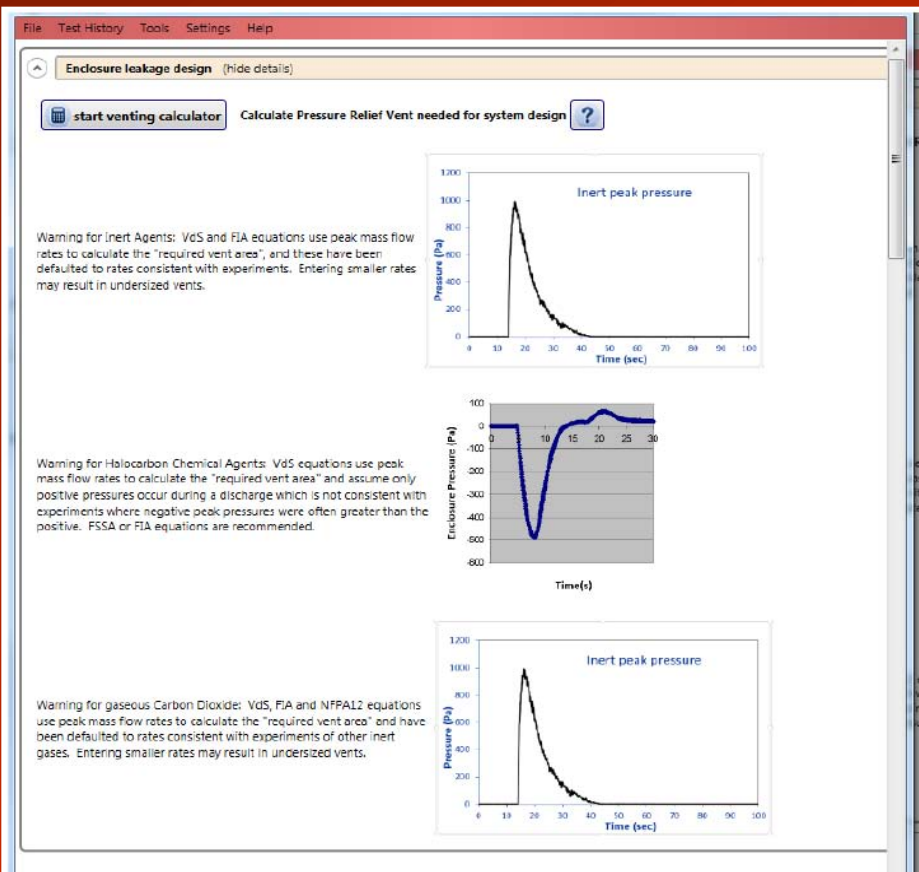 File Test History Tools Settings Help
Enclosure leakage design (hide details)
start venting calculator Calculate Pressure Relief Vent needed for system design ?
Warning for Inert Agents: VdS and FIA equations use peak mass flow
rates to calculate the "required vent area", and these have been
defaulted to rates consistent with experiments. Entering smaller rates
may result in undersized vents.
Inert peak pressure
Pressure (Pa)
1200
1000
800
600
400
200
0
0 10 20 30 40 50 60 70 80 90 100
Time (sec)
Warning for Halocarbon Chemical Agents: VdS equations use peak
mass flow rates to calculate the "required vent area" and assume only
positive pressures occur during a discharge which is not consistent with
experiments where negative peak pressures were often greater than the
positive. FSSA or FIA equations are recommended.
Enclosure Pressure (Pa)
100
0
-100
-200
-300
-400
-500
-600
0 5 10 15 20 25 30
Time(s)
Warning for gaseous Carbon Dioxide: VdS, FIA and NFPA12 equations
use peak mass flow rates to calculate the "required vent area" and have
been defaulted to rates consistent with experiments of other inert
gases. Entering smaller rates may result in undersized vents.
Inert peak pressure
Pressure (Pa)
1200
1000
800
600
400
200
0
0 10 20 30 40 50 60 70 80 90 100
Time (sec)